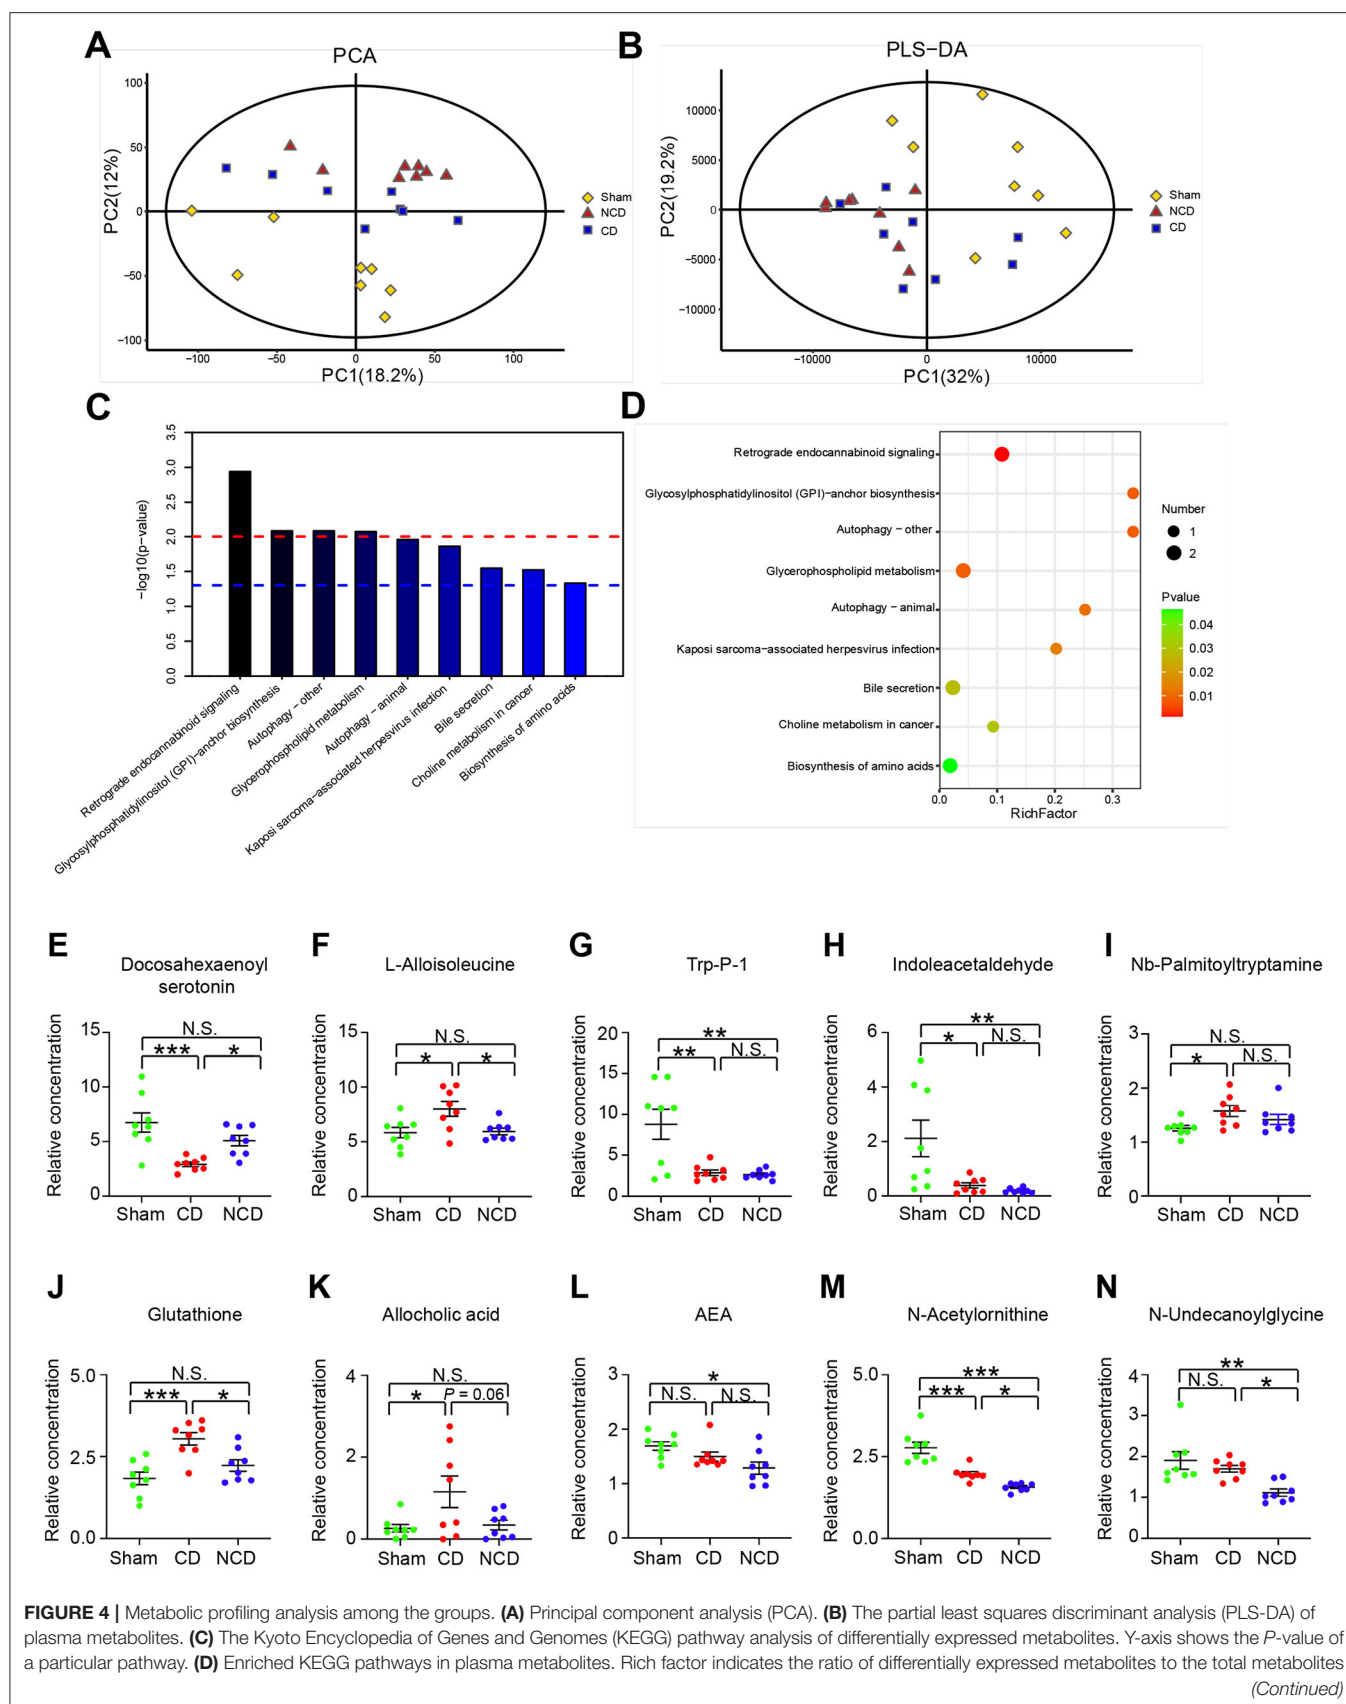 A
PCA
PC2(12%)
100
50
0
−50
−100
−100
−50
0
50
100
PC1(18.2%)
Sham
NCD
CD
B
PLS−DA
PC2(19.2%)
10000
5000
0
−5000
−10000
−10000
0
10000
PC1(32%)
Sham
NCD
CD
C
−log10(p−value)
3.5
3.0
2.5
2.0
1.5
1.0
0.5
0.0
Retrograde endocannabinoid signaling
Glycosylphosphatidylinositol (GPI)−anchor biosynthesis
Autophagy − other
Glycerophospholipid metabolism
Autophagy − animal
Kaposi sarcoma−associated herpesvirus infection
Bile secretion
Choline metabolism in cancer
Biosynthesis of amino acids
D
Retrograde endocannabinoid signaling
Glycosylphosphatidylinositol (GPI)−anchor biosynthesis
Autophagy − other
Glycerophospholipid metabolism
Autophagy − animal
Kaposi sarcoma−associated herpesvirus infection
Bile secretion
Choline metabolism in cancer
Biosynthesis of amino acids
0.0
0.1
0.2
0.3
RichFactor
Number
1
2
Pvalue
0.04
0.03
0.02
0.01
E
Docosahexaenoyl
serotonin
Relative concentration
15
10
5
0
N.S.
***
*
Sham CD NCD
F
L-Alloisoleucine
Relative concentration
15
10
5
0
N.S.
*
*
Sham CD NCD
G
Trp-P-1
Relative concentration
20
15
10
5
0
**
**
N.S.
Sham CD NCD
H
Indoleacetaldehyde
Relative concentration
6
4
2
0
**
*
N.S.
Sham CD NCD
I
Nb-Palmitoyltryptamine
Relative concentration
3
2
1
0
N.S.
*
N.S.
Sham CD NCD
J
Glutathione
Relative concentration
5.0
2.5
0.0
N.S.
***
*
Sham CD NCD
K
Allocholic acid
Relative concentration
4
2
0
N.S.
*
P = 0.06
Sham CD NCD
L
AEA
Relative concentration
3
2
1
0
*
N.S.
N.S.
Sham CD NCD
M
N-Acetylornithine
Relative concentration
5.0
2.5
0.0
***
***
*
Sham CD NCD
N
N-Undecanoylglycine
Relative concentration
4
3
2
1
0
**
N.S.
*
Sham CD NCD
FIGURE 4 | Metabolic profiling analysis among the groups. (A) Principal component analysis (PCA). (B) The partial least squares discriminant analysis (PLS-DA) of
plasma metabolites. (C) The Kyoto Encyclopedia of Genes and Genomes (KEGG) pathway analysis of differentially expressed metabolites. Y-axis shows the P-value of
a particular pathway. (D) Enriched KEGG pathways in plasma metabolites. Rich factor indicates the ratio of differentially expressed metabolites to the total metabolites
(Continued)